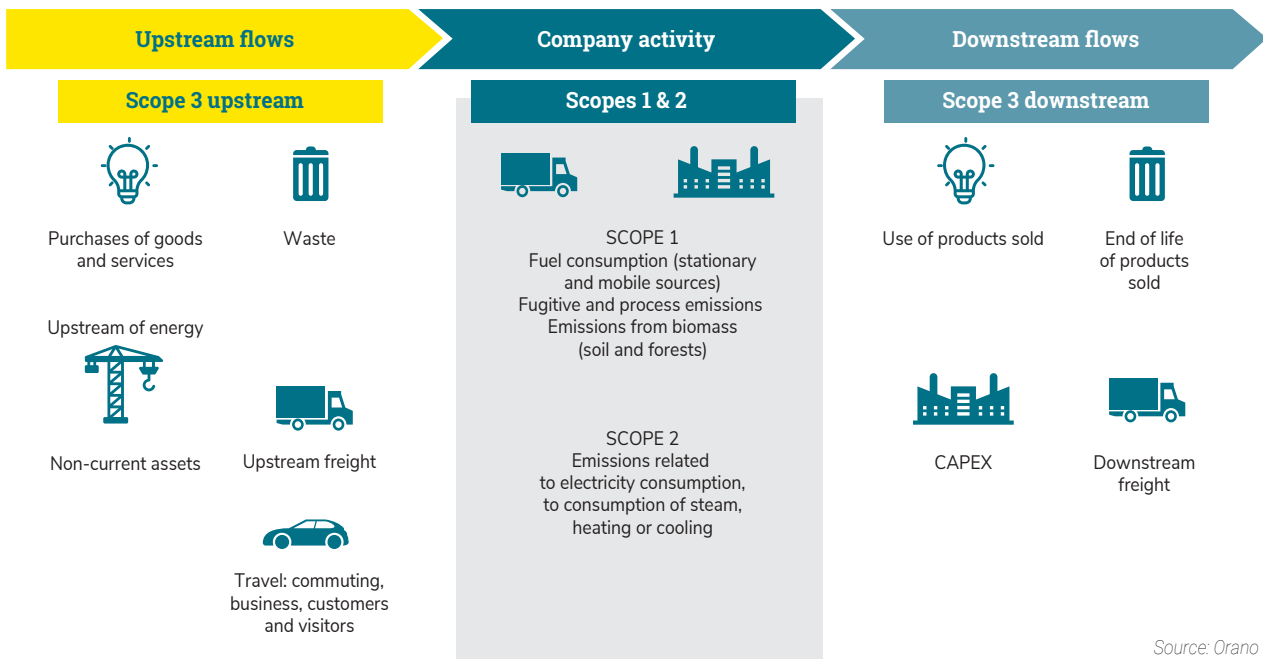 Upstream flows
Company activity
Downstream flows
Scope 3 upstream
Scopes 1 & 2
Scope 3 downstream
Purchases of goods
and services
Waste
Upstream of energy
Non-current assets
Upstream freight
Travel: commuting,
business, customers
and visitors
SCOPE 1
Fuel consumption (stationary
and mobile sources)
Fugitive and process emissions
Emissions from biomass
(soil and forests)
SCOPE 2
Emissions related
to electricity consumption,
to consumption of steam,
heating or cooling
Use of products sold
End of life
of products
sold
CAPEX
Downstream
freight
Source: Orano